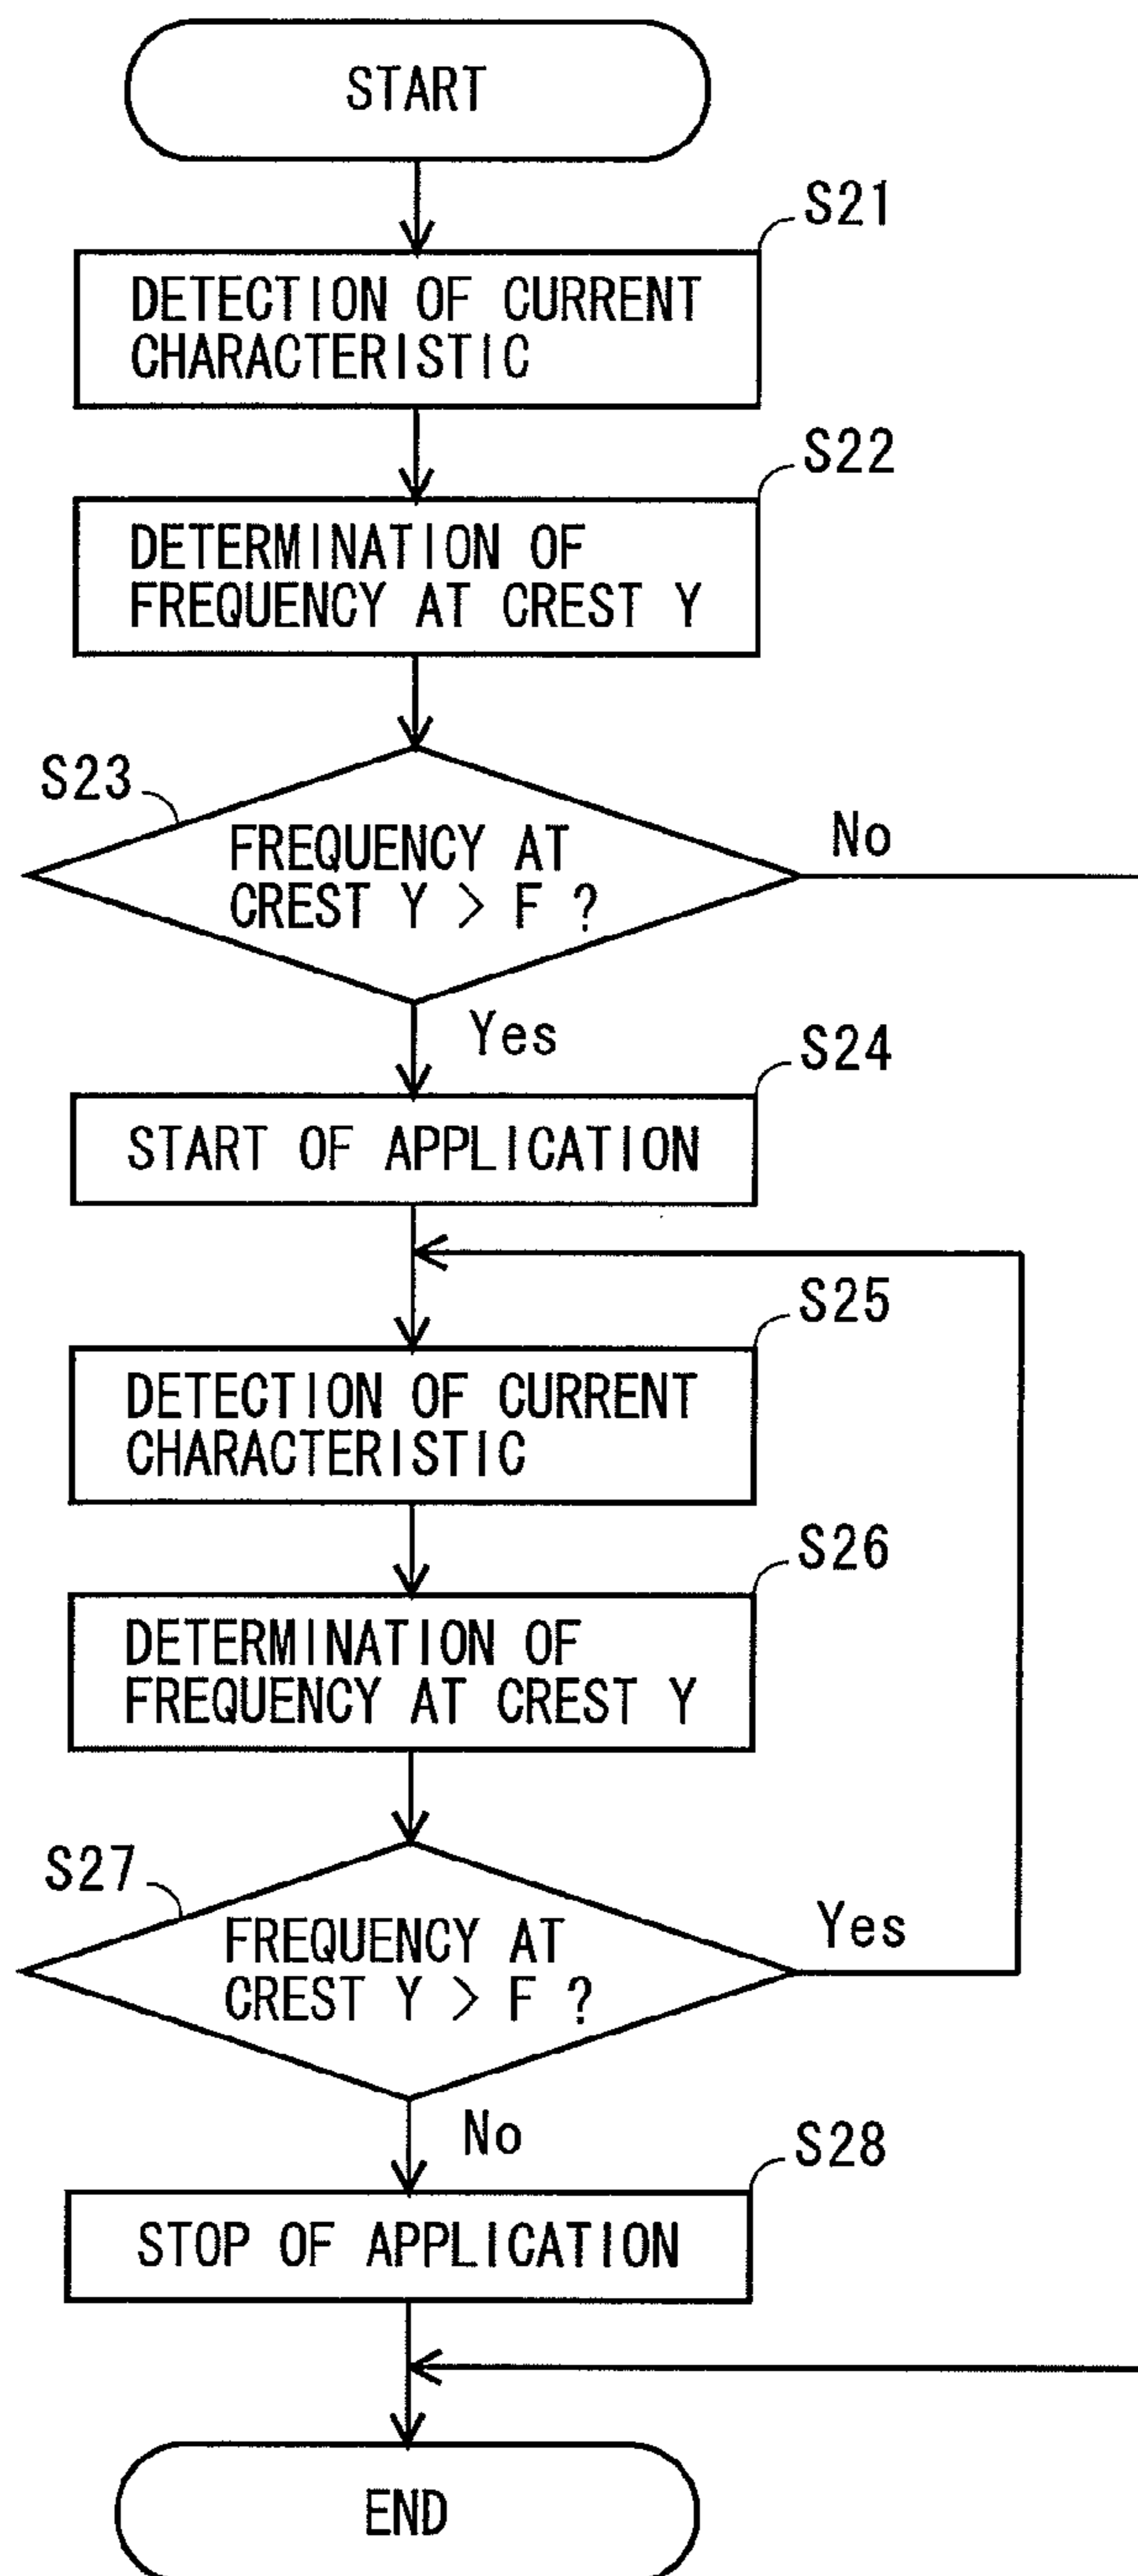 START
S21
DETECTION OF CURRENT
CHARACTERISTIC
S22
DETERMINATION OF
FREQUENCY AT CREST Y
S23
FREQUENCY AT
CREST Y > F ?
No
Yes
S24
START OF APPLICATION
S25
DETECTION OF CURRENT
CHARACTERISTIC
S26
DETERMINATION OF
FREQUENCY AT CREST Y
S27
FREQUENCY AT
CREST Y > F ?
Yes
No
S28
STOP OF APPLICATION
END